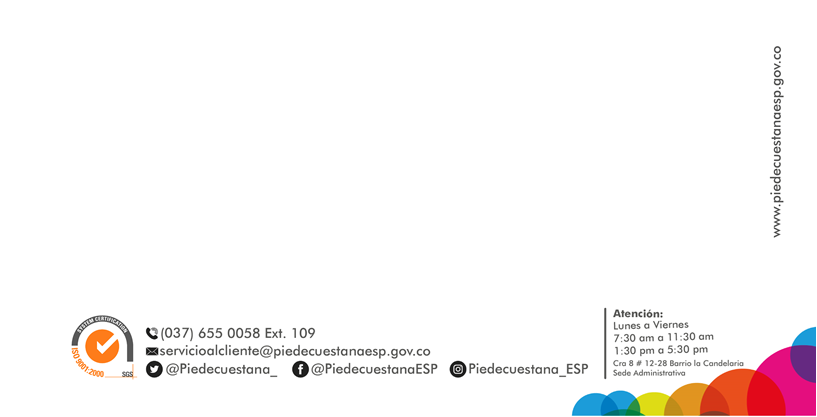 www.piedecuestanaesp.gov.co
SYSTEM CERTIFICATION
ISO 9001:2000
SGS
(037) 655 0058 Ext. 109
servicioalcliente@piedecuestanaesp.gov.co
@Piedecuestana_
@PiedecuestanaESP
Piedecuestana_ESP
Atención:
Lunes a Viernes
7:30 am a 11:30 am
1:30 pm a 5:30 pm
Cra 8 # 12-28 Barrio la Candelaria
Sede Administrativa